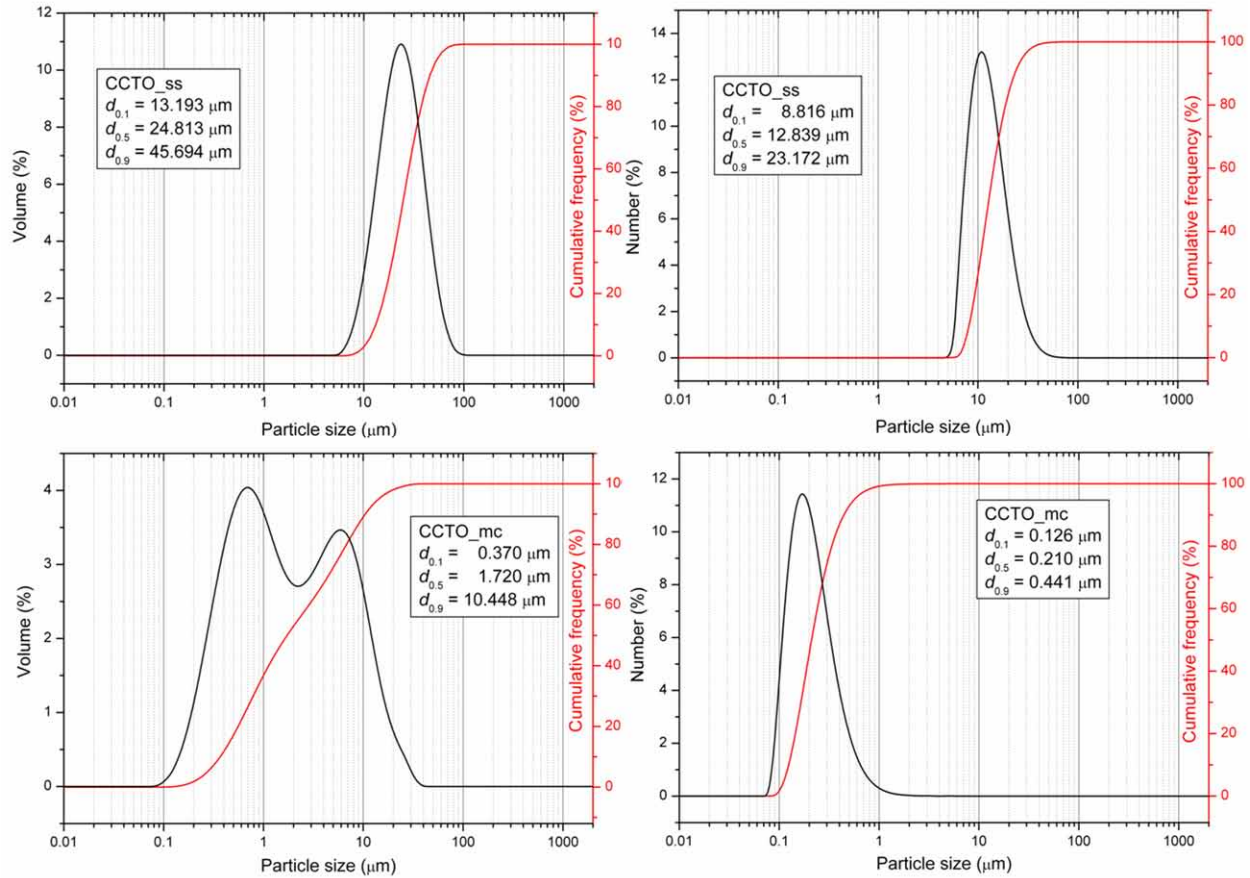 12
10
8
6
4
2
0
Volume (%)
CCTO_ss
d0.1 = 13.193 μm
d0.5 = 24.813 μm
d0.9 = 45.694 μm
10
80
60
40
20
0
Cumulative frequency (%)
0.01 0.1 1 10 100 1000
Particle size (μm)
14
12
10
8
6
4
2
0
Number (%)
CCTO_ss
d0.1 = 8.816 μm
d0.5 = 12.839 μm
d0.9 = 23.172 μm
100
80
60
40
20
0
Cumulative frequency (%)
0.01 0.1 1 10 100 1000
Particle size (μm)
4
3
2
1
0
Volume (%)
CCTO_mc
d0.1 = 0.370 μm
d0.5 = 1.720 μm
d0.9 = 10.448 μm
100
80
60
40
20
0
Cumulative frequency (%)
0.01 0.1 1 10 100 1000
Particle size (μm)
12
10
8
6
4
2
0
Number (%)
CCTO_mc
d0.1 = 0.126 μm
d0.5 = 0.210 μm
d0.9 = 0.441 μm
100
80
60
40
20
0
Cumulative frequency (%)
0.01 0.1 1 10 100 1000
Particle size (μm)